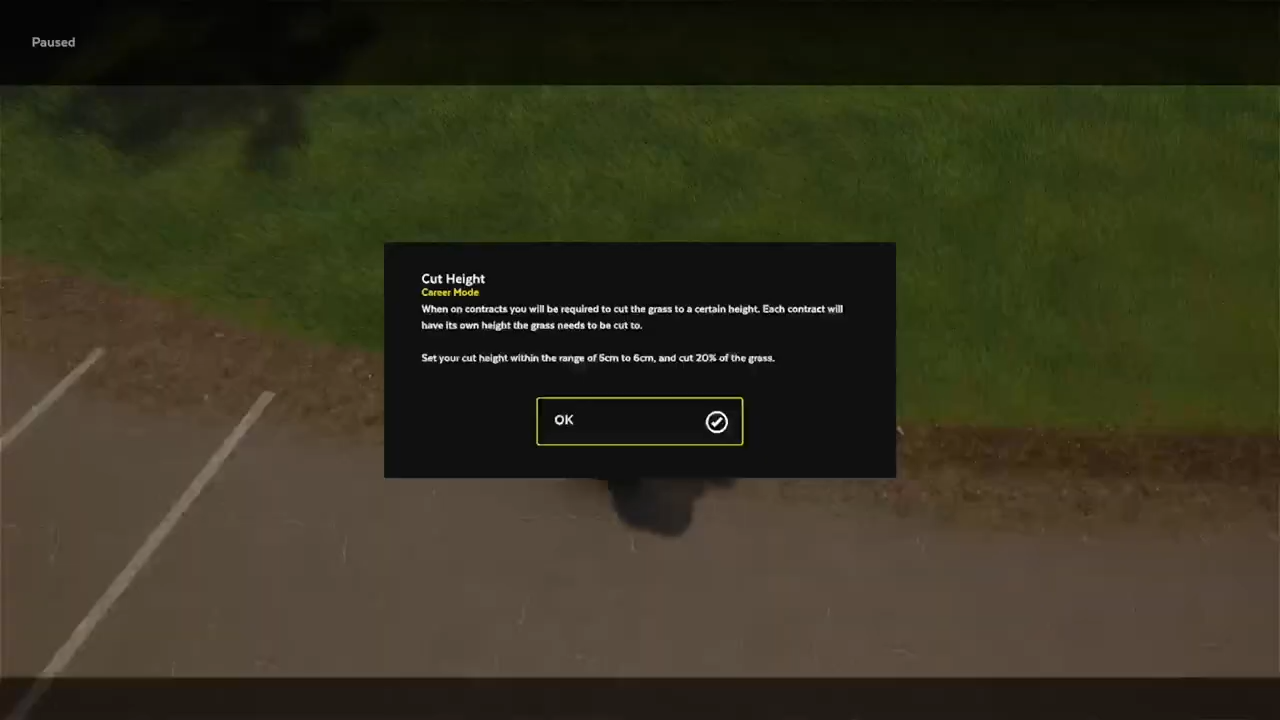 Paused
Cut Height
Career Mode
When on contracts you will be required to cut the grass to a certain height. Each contract will
have its own height the grass needs to be cut to.
Set your cut height within the range of 5cm to 6cm, and cut 20% of the grass.
OK